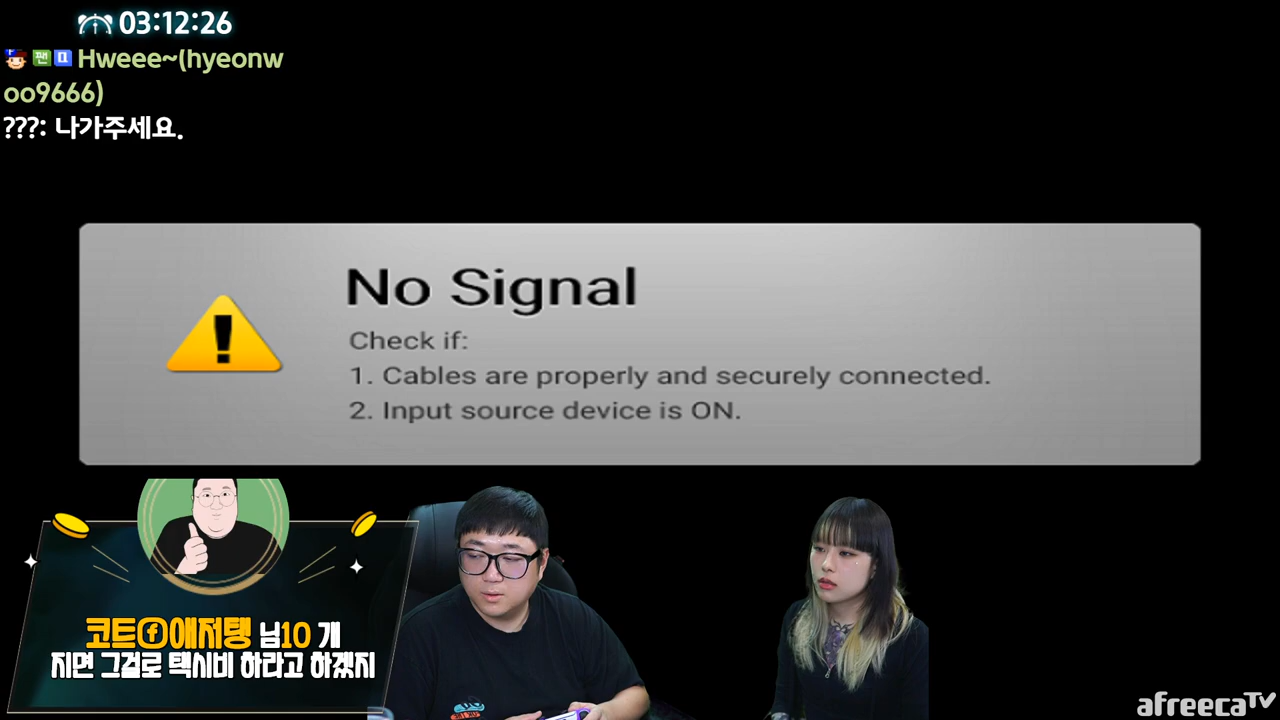 03:12:26
팬 Hweee~(hyeonw
oo9666)
???: 나가주세요.
No Signal
Check if:
1. Cables are properly and securely connected.
2. Input source device is ON.
코트ⓕ애저탱 님10 개
지면 그걸로 택시비 하라고 하겠지
afreecaTV